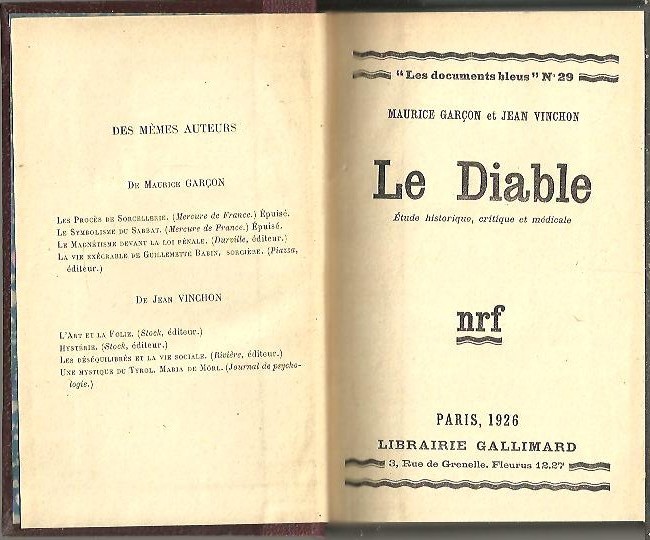 DES MÊMES AUTEURS
De Maurice GARÇON
Les Procès de Sorcellerie. (Mercure de France.) Épuisé.
Le Symbolisme du Sabbat. (Mercure de France.) Épuisé.
Le Magnétisme devant la loi pénale. (Durville, éditeur.)
La vie exécrable de Guillemette Babin, sorcière. (Piazza,
éditeur.)
De Jean VINCHON
L'Art et la Folie. (Stock, éditeur.)
Hystérie. (Stock, éditeur.)
Les déséquilibrés et la vie sociale. (Rivière, éditeur.)
Une mystique du Tyrol, Maria de Mörl. (Journal de psycho-
logie.)
"Les documents bleus" N° 29
MAURICE GARÇON et JEAN VINCHON
Le Diable
Étude historique, critique et médicale
nrf
PARIS, 1926
LIBRAIRIE GALLIMARD
3, Rue de Grenelle. Fleurus 12.27